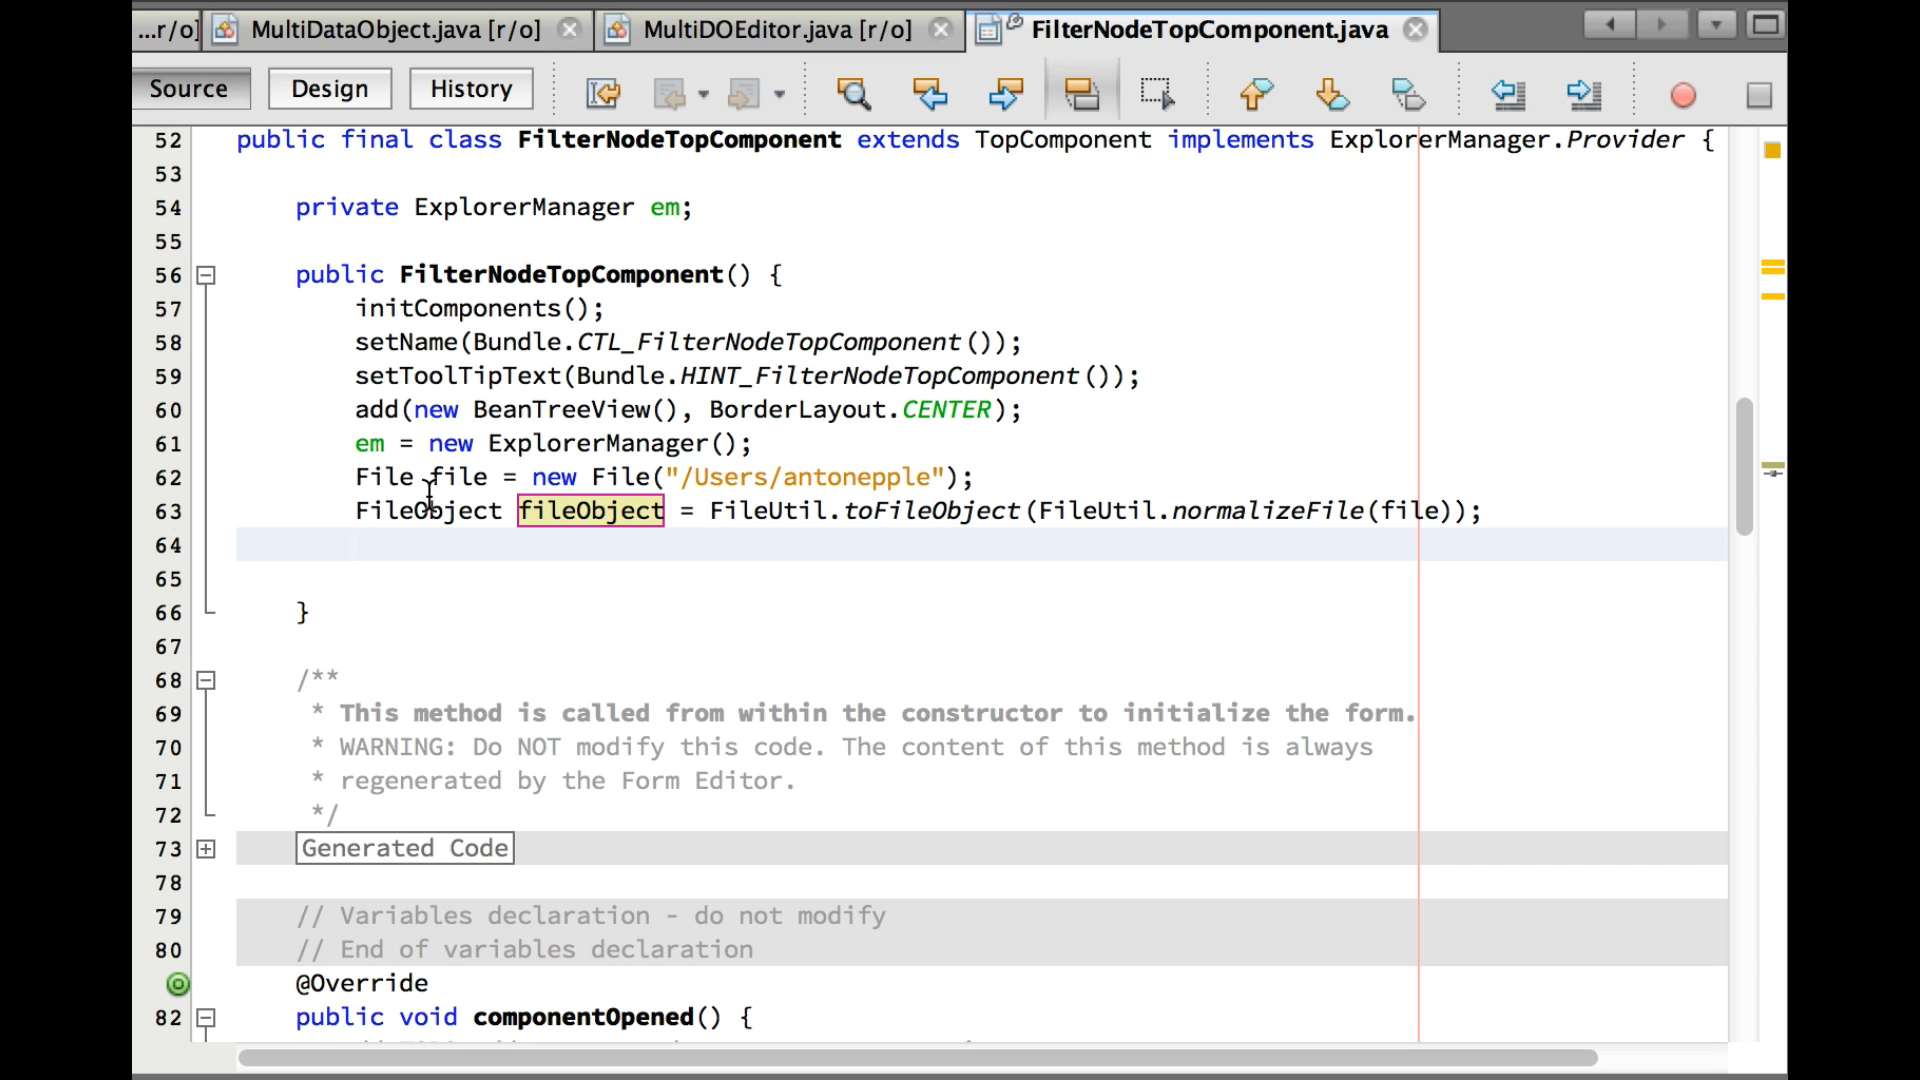 ...r/o] MultiDataObject.java [r/o] MultiDOEditor.java [r/o] FilterNodeTopComponent.java
Source Design History
52 public final class FilterNodeTopComponent extends TopComponent implements ExplorerManager.Provider {
53
54 private ExplorerManager em;
55
56 public FilterNodeTopComponent() {
57 initComponents();
58 setName(Bundle.CTL_FilterNodeTopComponent());
59 setToolTipText(Bundle.HINT_FilterNodeTopComponent());
60 add(new BeanTreeView(), BorderLayout.CENTER);
61 em = new ExplorerManager();
62 File file = new File("/Users/antonepple");
63 FileObject fileObject = FileUtil.toFileObject(FileUtil.normalizeFile(file));
64
65
66 }
67
68 /**
69 * This method is called from within the constructor to initialize the form.
70 * WARNING: Do NOT modify this code. The content of this method is always
71 * regenerated by the Form Editor.
72 */
73 Generated Code
78
79 // Variables declaration - do not modify
80 // End of variables declaration
@Override
82 public void componentOpened() {